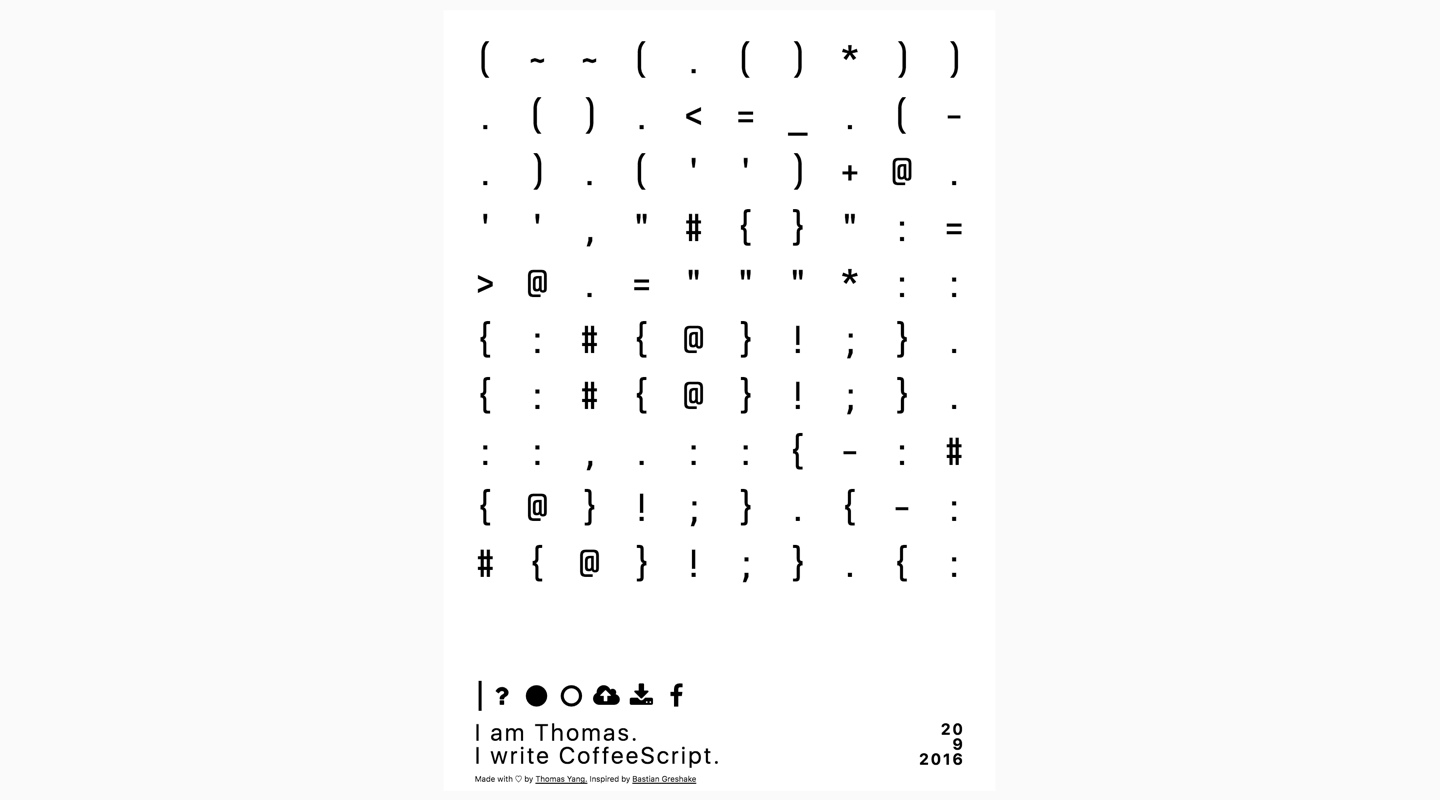 ( ~ ~ ( . ( ) * ) )
. ( ) . < = _ . ( -
. ) . ( ' ' ) + @ .
' ' , " # { } " : =
> @ . = " " " * : :
{ : # { @ } ! ; } .
{ : # { @ } ! ; } .
: : , . : : { - : #
{ @ } ! ; } . { - :
# { @ } ! ; } . { :
| ?
I am Thomas.
I write CoffeeScript.
20
9
2016
Made with ♡ by Thomas Yang. Inspired by Bastian Greshake